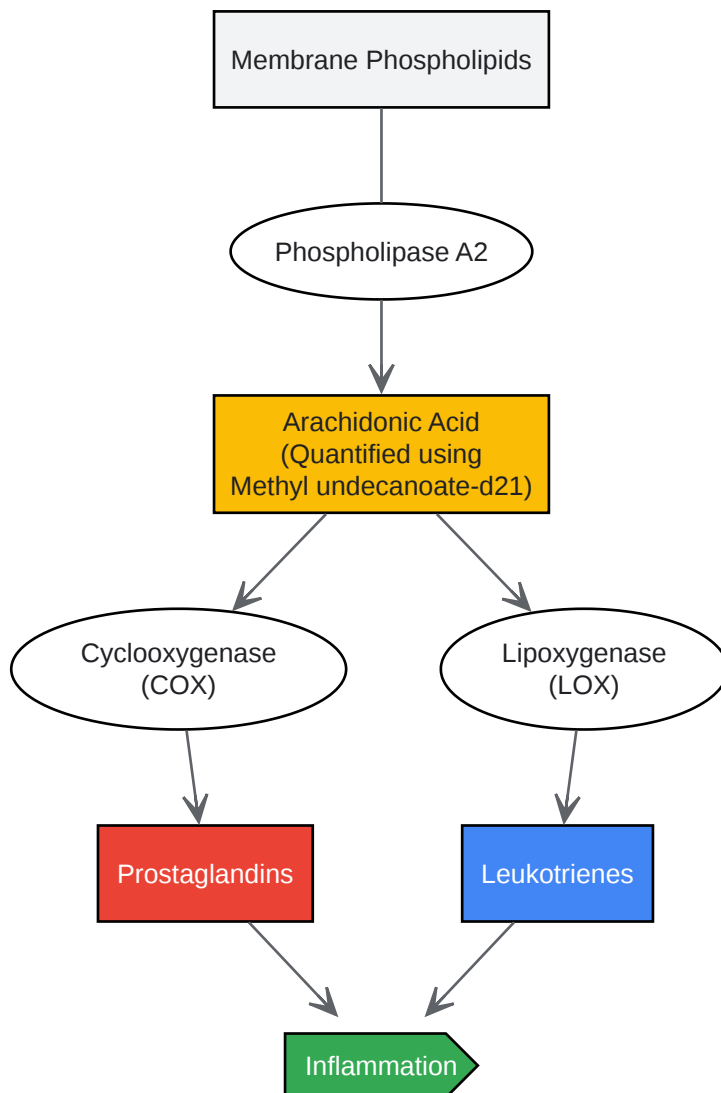 Membrane Phospholipids
Phospholipase A2
Arachidonic Acid
(Quantified using
Methyl undecanoate-d21)
Cyclooxygenase
(COX)
Lipoxygenase
(LOX)
Prostaglandins
Leukotrienes
Inflammation